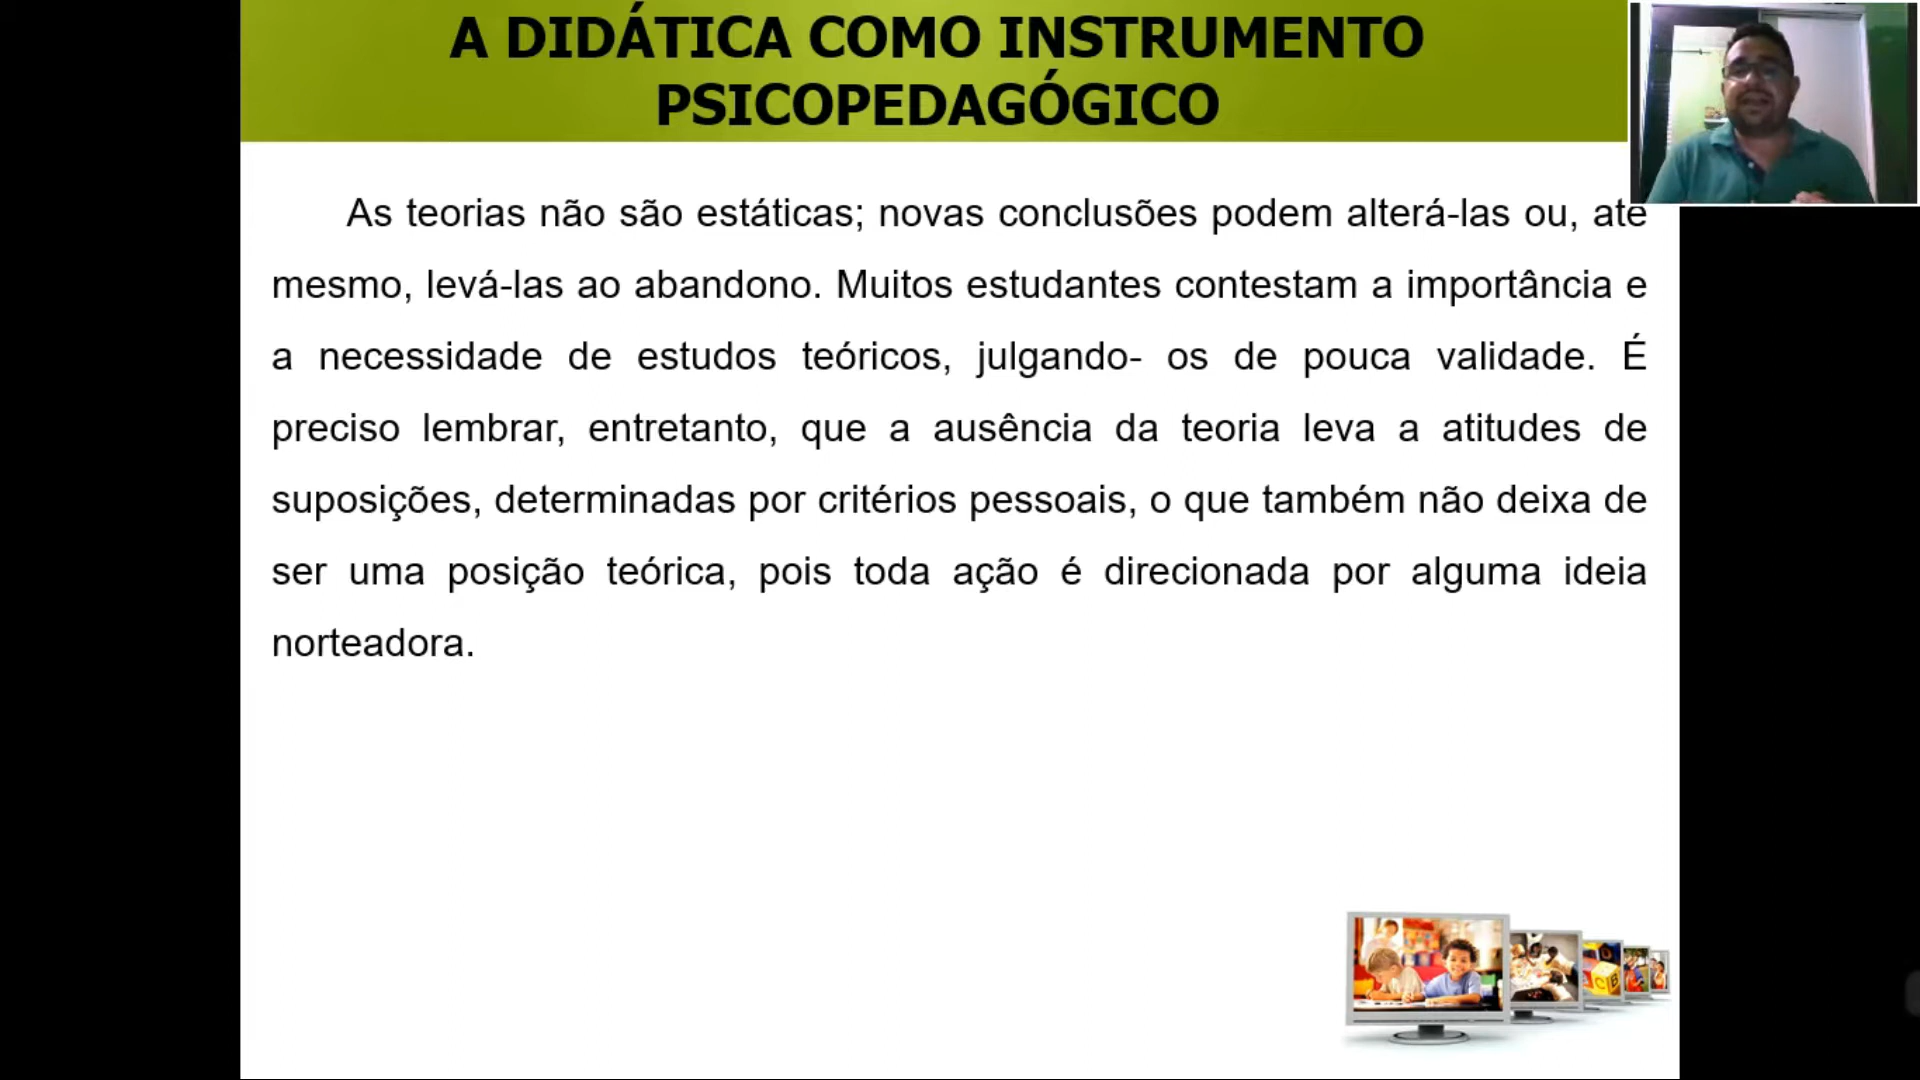 A DIDÁTICA COMO INSTRUMENTO
PSICOPEDAGÓGICO
As teorias não são estáticas; novas conclusões podem alterá-las ou, até
mesmo, levá-las ao abandono. Muitos estudantes contestam a importância e
a necessidade de estudos teóricos, julgando- os de pouca validade. É
preciso lembrar, entretanto, que a ausência da teoria leva a atitudes de
suposições, determinadas por critérios pessoais, o que também não deixa de
ser uma posição teórica, pois toda ação é direcionada por alguma ideia
norteadora.